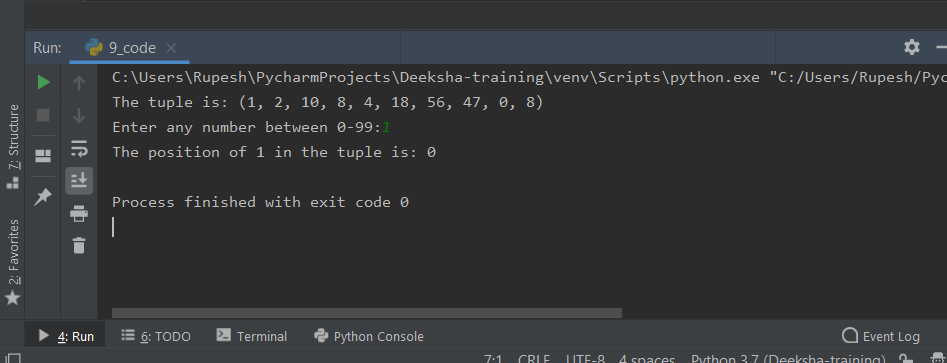 Run: 9_code
C:\Users\Rupesh\PycharmProjects\Deeksha-training\venv\Scripts\python.exe "C:/Users/Rupesh/Pyc
The tuple is: (1, 2, 10, 8, 4, 18, 56, 47, 0, 8)
Enter any number between 0-99:1
The position of 1 in the tuple is: 0
Process finished with exit code 0
7: Structure
2: Favorites
4: Run 6: TODO Terminal Python Console Event Log
7:1 CRLF UTF-8 4 spaces Python 3.7 (Deeksha-training)